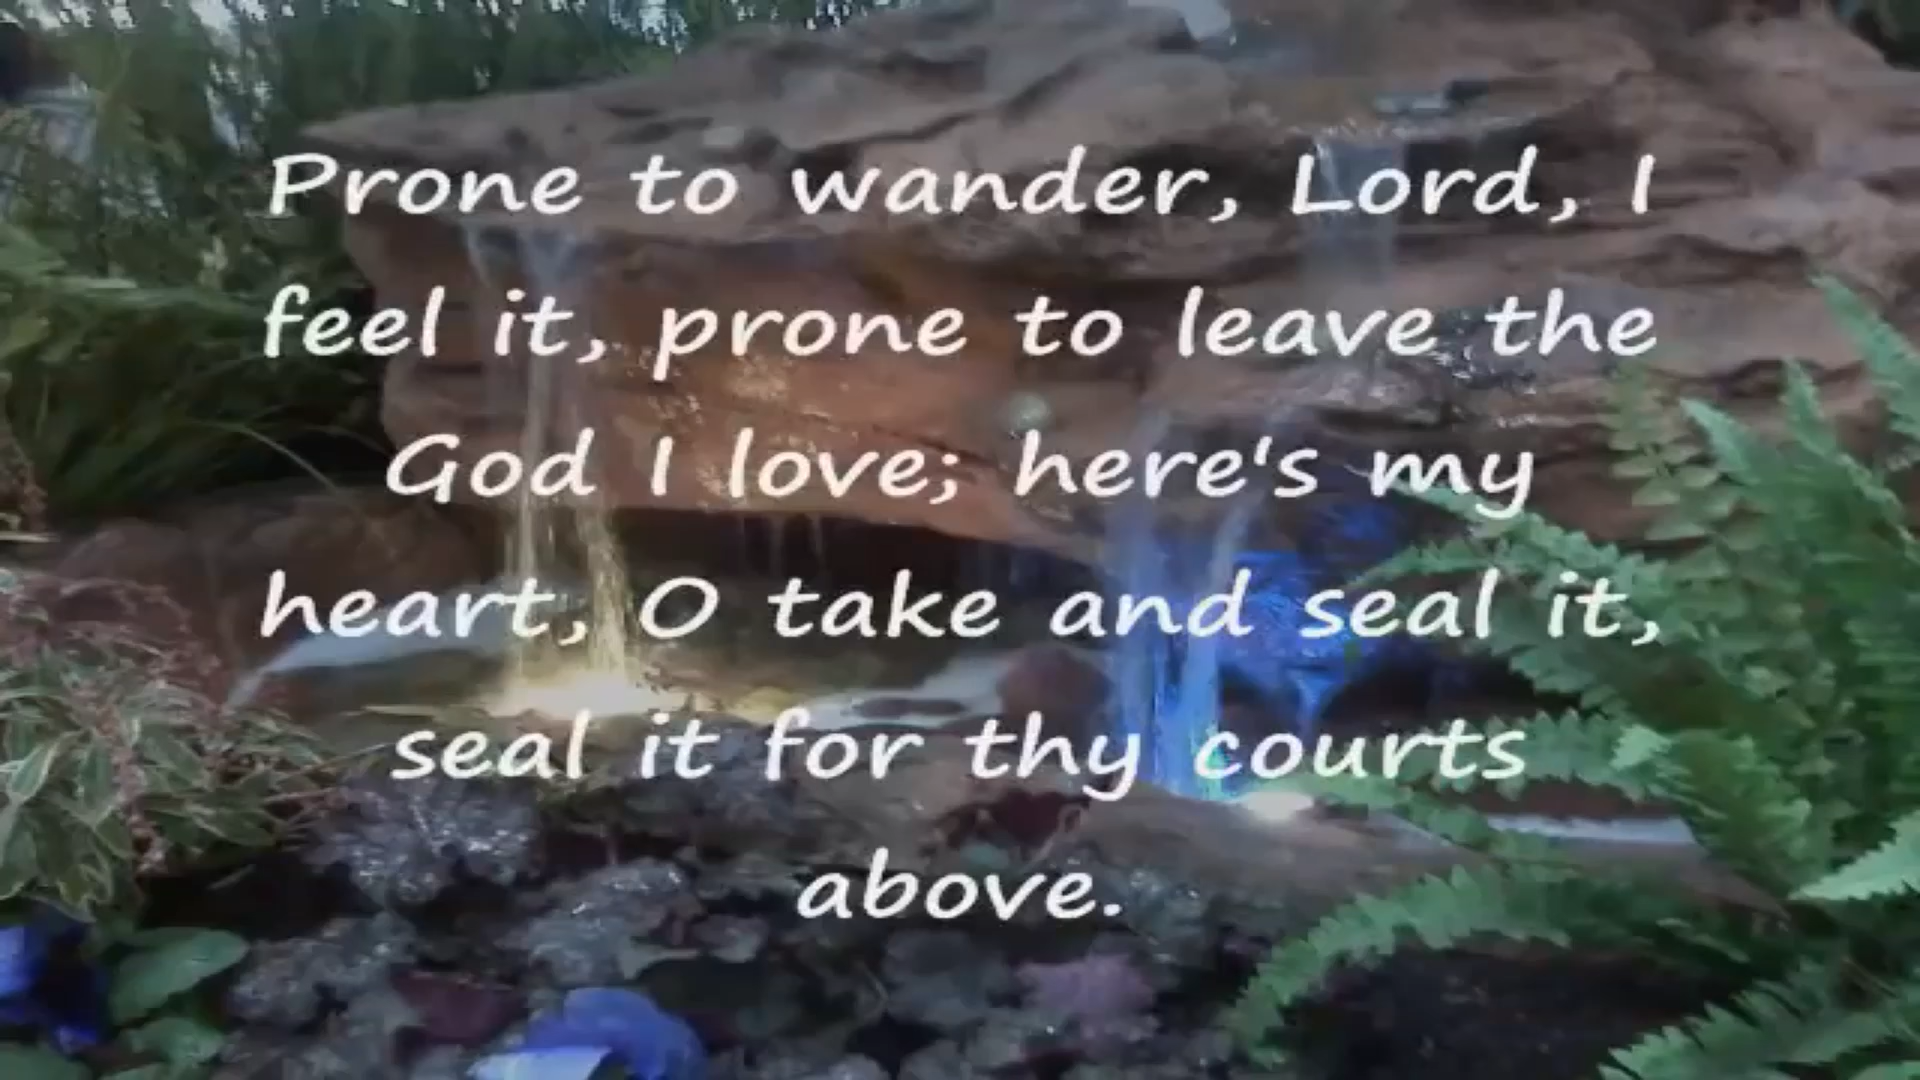 Prone to wander, Lord, I
feel it, prone to leave the
God I love; here's my
heart, O take and seal it,
seal it for thy courts
above.